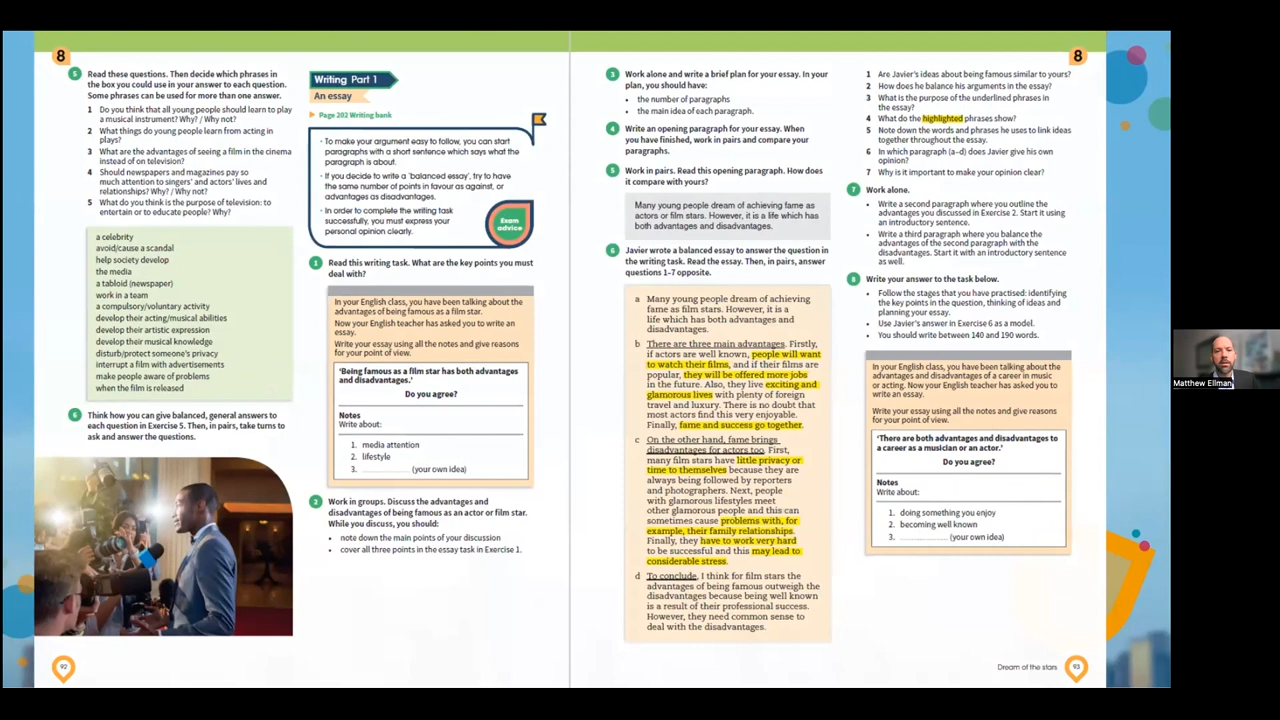 8
5 Read these questions. Then decide which phrases in
the box you could use in your answer to each question.
Some phrases can be used for more than one answer.
1 Do you think that all young people should learn to play
a musical instrument? Why? / Why not?
2 What things do young people learn from acting in
plays?
3 What are the advantages of seeing a film in the cinema
instead of on television?
4 Should newspapers and magazines pay so
much attention to singers' and actors' lives and
relationships? Why? / Why not?
5 What do you think is the purpose of television: to
entertain or to educate people? Why?
a celebrity
avoid/cause a scandal
help society develop
the media
a tabloid (newspaper)
work in a team
a compulsory/voluntary activity
develop their acting/musical abilities
develop their artistic expression
develop their musical knowledge
disturb/protect someone's privacy
interrupt a film with advertisements
make people aware of problems
when the film is released
6 Think how you can give balanced, general answers to
each question in Exercise 5. Then, in pairs, take turns to
ask and answer the questions.
92
Writing Part 1
An essay
Page 202 Writing bank
· To make your argument easy to follow, you can start
paragraphs with a short sentence which says what the
paragraph is about.
· If you decide to write a 'balanced essay', try to have
the same number of points in favour as against, or
advantages as disadvantages.
· In order to complete the writing task
successfully, you must express your
personal opinion clearly.
Exam
advice
1 Read this writing task. What are the key points you must
deal with?
In your English class, you have been talking about the
advantages of being famous as a film star.
Now your English teacher has asked you to write an
essay.
Write your essay using all the notes and give reasons
for your point of view.
'Being famous as a film star has both advantages
and disadvantages.'
Do you agree?
Notes
Write about:
1. media attention
2. lifestyle
3. .................... (your own idea)
2 Work in groups. Discuss the advantages and
disadvantages of being famous as an actor or film star.
While you discuss, you should:
• note down the main points of your discussion
• cover all three points in the essay task in Exercise 1.
3 Work alone and write a brief plan for your essay. In your
plan, you should have:
• the number of paragraphs
• the main idea of each paragraph.
4 Write an opening paragraph for your essay. When
you have finished, work in pairs and compare your
paragraphs.
5 Work in pairs. Read this opening paragraph. How does
it compare with yours?
Many young people dream of achieving fame as
actors or film stars. However, it is a life which has
both advantages and disadvantages.
6 Javier wrote a balanced essay to answer the question in
the writing task. Read the essay. Then, in pairs, answer
questions 1–7 opposite.
a Many young people dream of achieving
fame as film stars. However, it is a
life which has both advantages and
disadvantages.
b There are three main advantages. Firstly,
if actors are well known, people will want
to watch their films, and if their films are
popular, they will be offered more jobs
in the future. Also, they live exciting and
glamorous lives with plenty of foreign
travel and luxury. There is no doubt that
most actors find this very enjoyable.
Finally, fame and success go together.
c On the other hand, fame brings
disadvantages for actors too. First,
many film stars have little privacy or
time to themselves because they are
always being followed by reporters
and photographers. Next, people
with glamorous lifestyles meet
other glamorous people and this can
sometimes cause problems with, for
example, their family relationships.
Finally, they have to work very hard
to be successful and this may lead to
considerable stress.
d To conclude, I think for film stars the
advantages of being famous outweigh the
disadvantages because being well known
is a result of their professional success.
However, they need common sense to
deal with the disadvantages.
8
1 Are Javier's ideas about being famous similar to yours?
2 How does he balance his arguments in the essay?
3 What is the purpose of the underlined phrases in
the essay?
4 What do the highlighted phrases show?
5 Note down the words and phrases he uses to link ideas
together throughout the essay.
6 In which paragraph (a–d) does Javier give his own
opinion?
7 Why is it important to make your opinion clear?
7 Work alone.
• Write a second paragraph where you outline the
advantages you discussed in Exercise 2. Start it using
an introductory sentence.
• Write a third paragraph where you balance the
advantages of the second paragraph with the
disadvantages. Start it with an introductory sentence
as well.
8 Write your answer to the task below.
• Follow the stages that you have practised: identifying
the key points in the question, thinking of ideas and
planning your essay.
• Use Javier's answer in Exercise 6 as a model.
• You should write between 140 and 190 words.
In your English class, you have been talking about the
advantages and disadvantages of a career in music
or acting. Now your English teacher has asked you to
write an essay.
Write your essay using all the notes and give reasons
for your point of view.
'There are both advantages and disadvantages to
a career as a musician or an actor.'
Do you agree?
Notes
Write about:
1. doing something you enjoy
2. becoming well known
3. .................... (your own idea)
Dream of the stars
93
Matthew Ellman